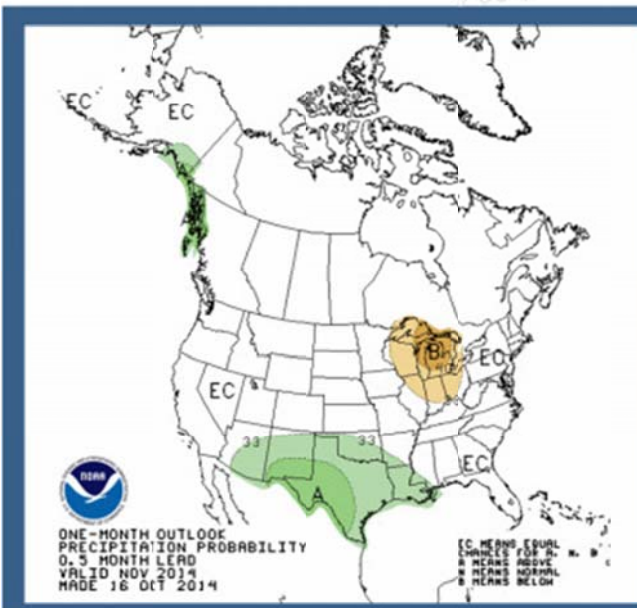 EC
EC
A
A
B
EC
EC
33
33
EC
A
NOAA
ONE-MONTH OUTLOOK
PRECIPITATION PROBABILITY
0.5 MONTH LEAD
VALID NOV 2014
MADE 16 OCT 2014
EC MEANS EQUAL
CHANCES FOR A, N, B
A MEANS ABOVE
N MEANS NORMAL
B MEANS BELOW